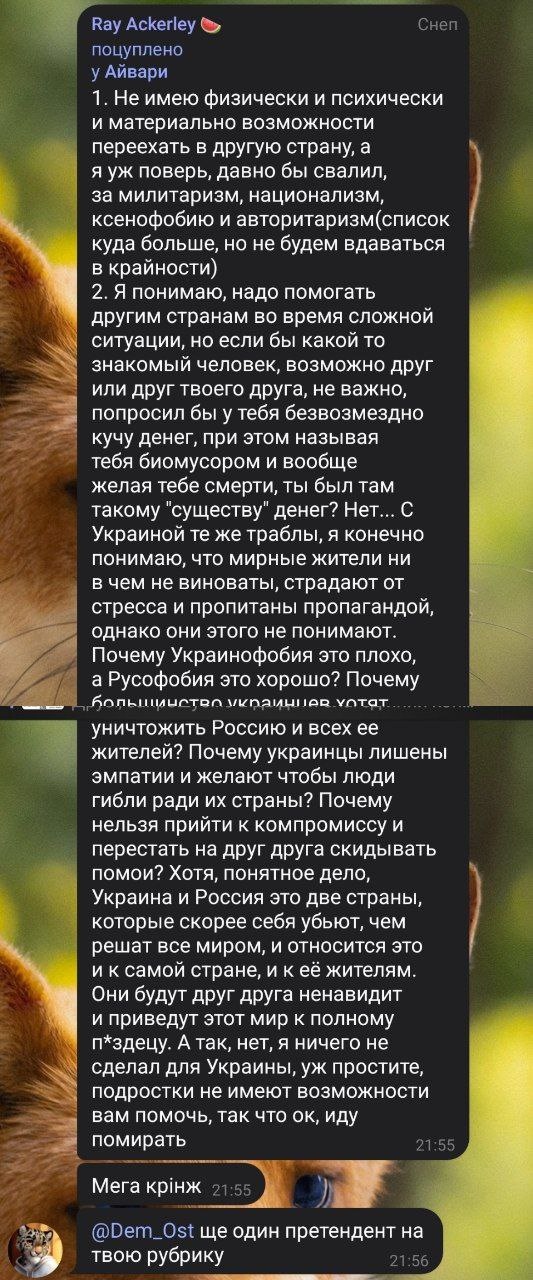 Ray Ackerley 🍉 Снеп
поцуплено
у Айвари
1. Не имею физически и психически
и материально возможности
переехать в другую страну, а
я уж поверь, давно бы свалил,
за милитаризм, национализм,
ксенофобию и авторитаризм(список
куда больше, но не будем вдаваться
в крайности)
2. Я понимаю, надо помогать
другим странам во время сложной
ситуации, но если бы какой то
знакомый человек, возможно друг
или друг твоего друга, не важно,
попросил бы у тебя безвозмездно
кучу денег, при этом называя
тебя биомусором и вообще
желая тебе смерти, ты был там
такому "существу" денег? Нет... С
Украиной те же траблы, я конечно
понимаю, что мирные жители ни
в чем не виноваты, страдают от
стресса и пропитаны пропагандой,
однако они этого не понимают.
Почему Украинофобия это плохо,
а Русофобия это хорошо? Почему
большинство украинцев хотят
уничтожить Россию и всех ее
жителей? Почему украинцы лишены
эмпатии и желают чтобы люди
гибли ради их страны? Почему
нельзя прийти к компромиссу и
перестать на друг друга скидывать
помои? Хотя, понятное дело,
Украина и Россия это две страны,
которые скорее себя убьют, чем
решат все миром, и относится это
и к самой стране, и к её жителям.
Они будут друг друга ненавидит
и приведут этот мир к полному
п*здецу. А так, нет, я ничего не
сделал для Украины, уж простите,
подростки не имеют возможности
вам помочь, так что ок, иду
помирать 21:55
Мега крінж 21:55
@Dem_Ost ще один претендент на
твою рубрику 21:56